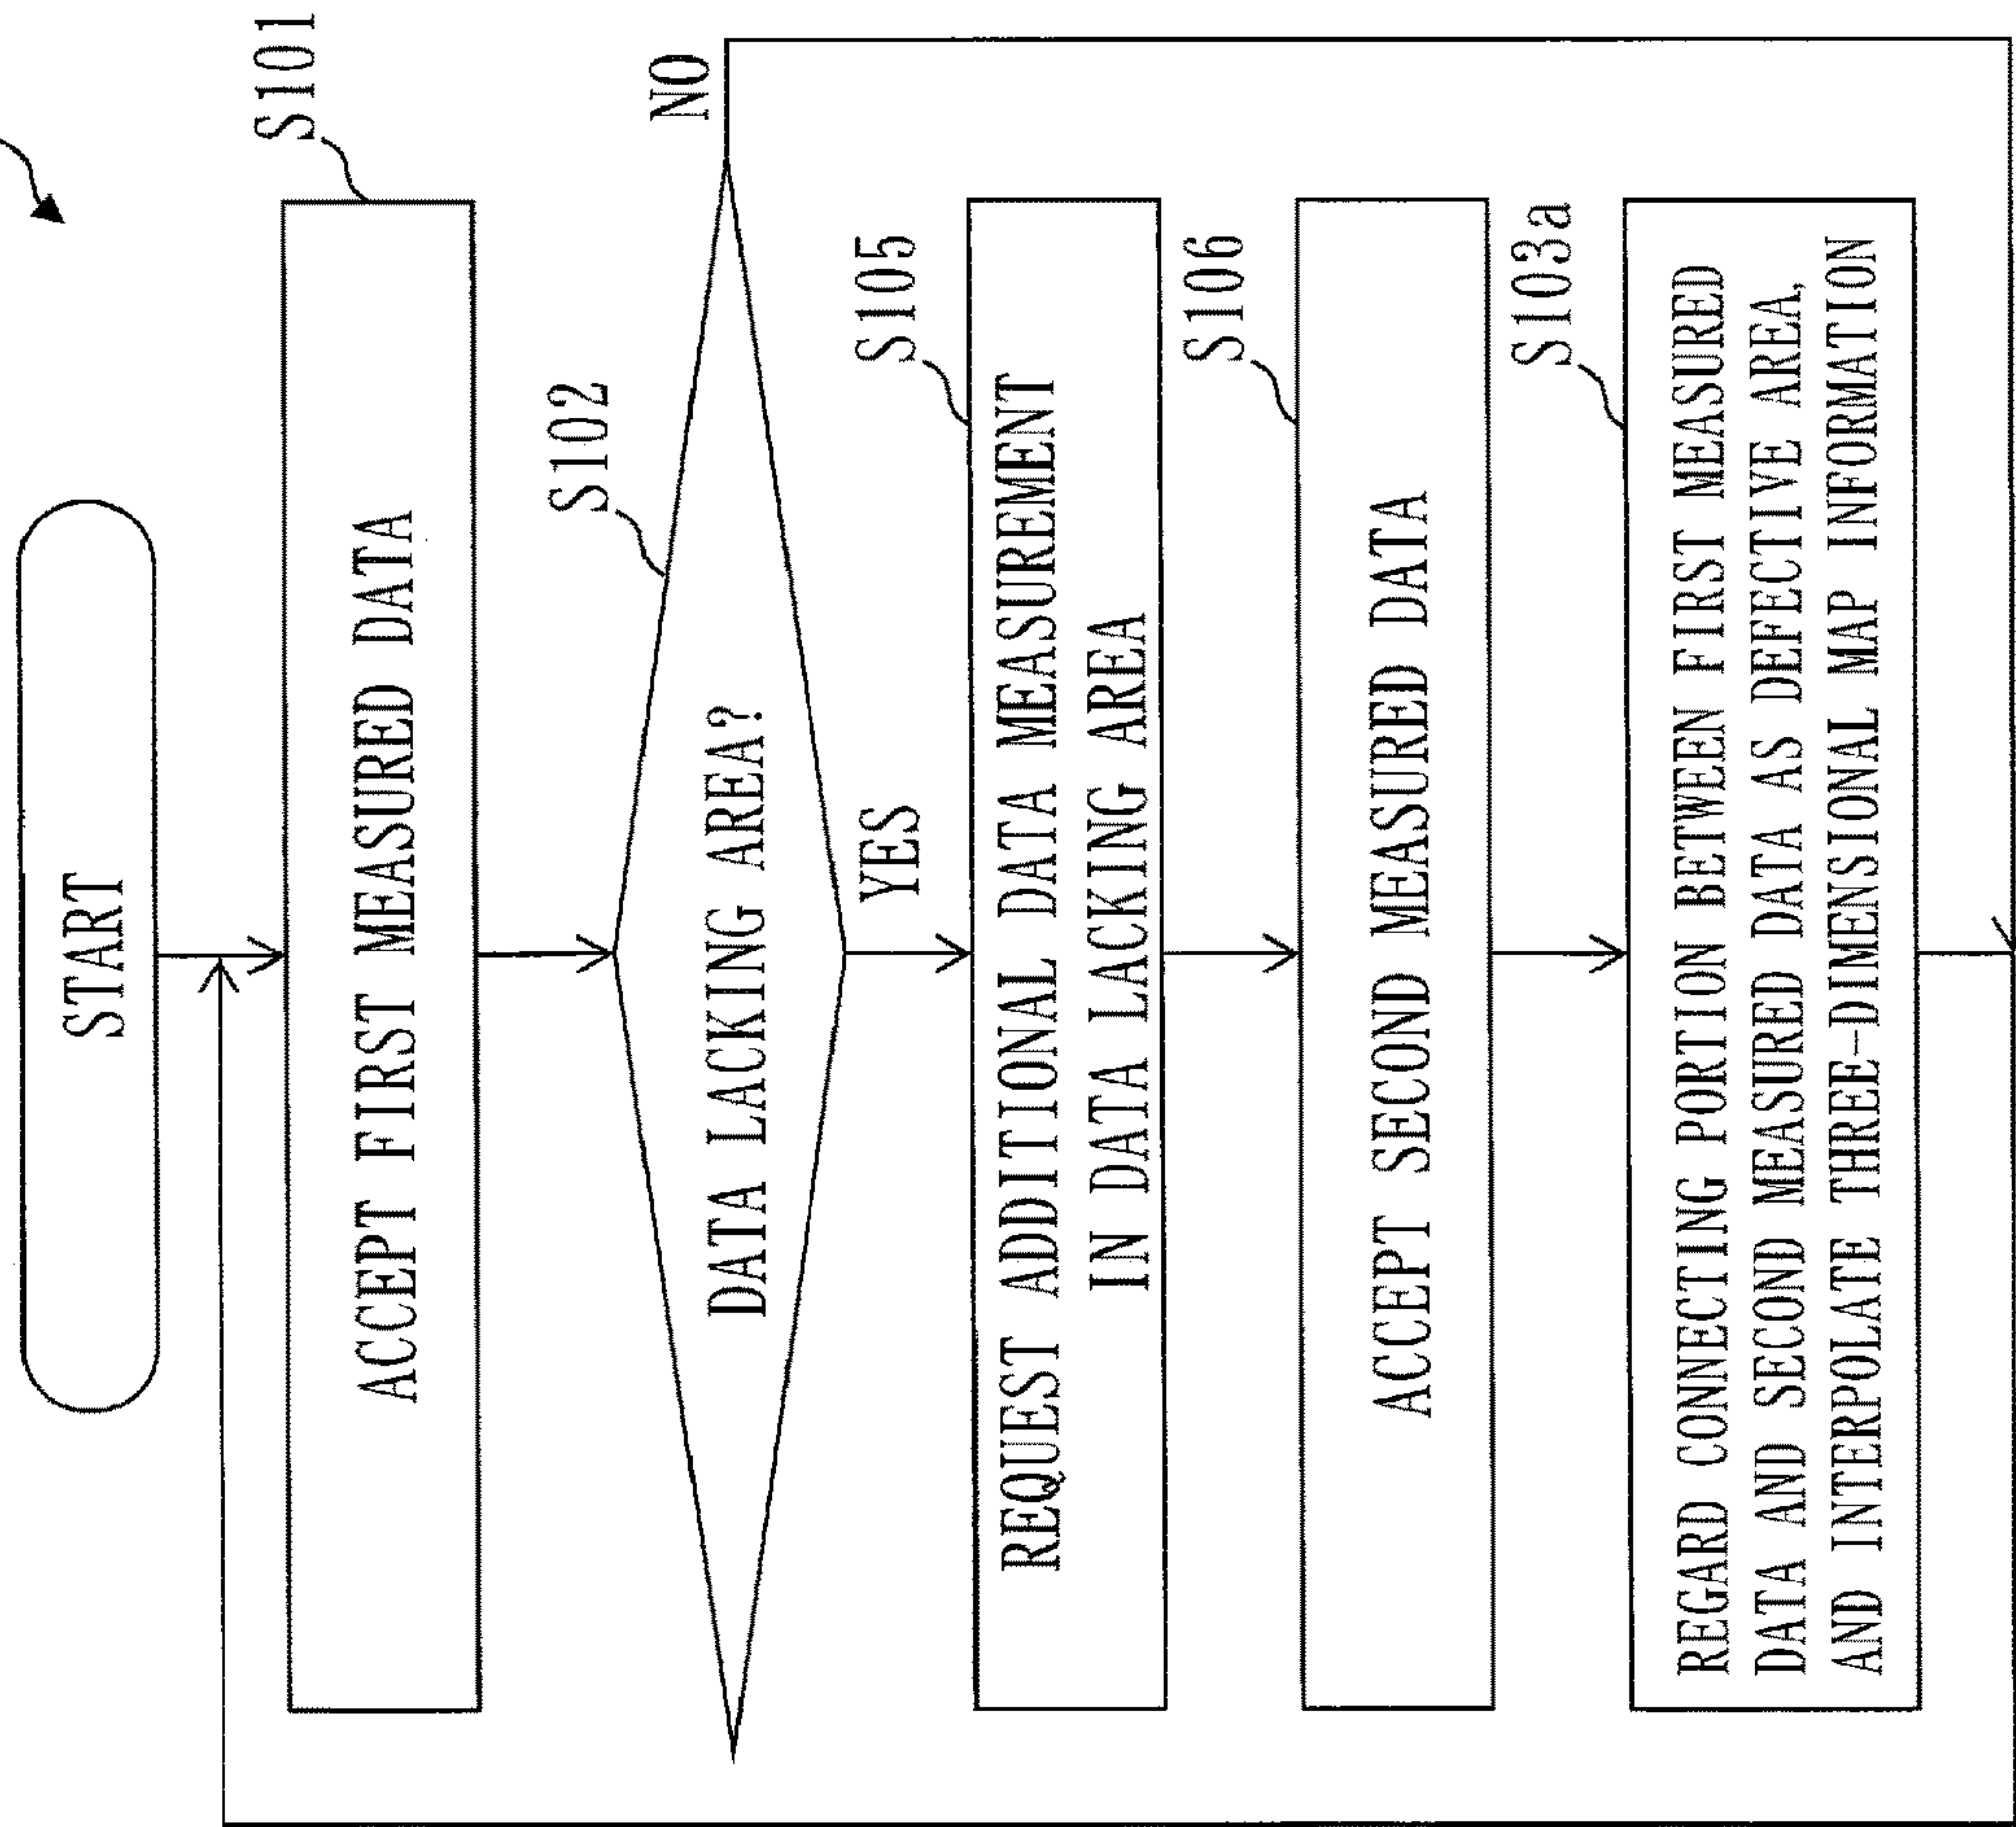 START
S101
ACCEPT FIRST MEASURED DATA
S102
DATA LACKING AREA?
NO
YES
S105
REQUEST ADDITIONAL DATA MEASUREMENT
IN DATA LACKING AREA
S106
ACCEPT SECOND MEASURED DATA
S103a
REGARD CONNECTING PORTION BETWEEN FIRST MEASURED
DATA AND SECOND MEASURED DATA AS DEFECTIVE AREA,
AND INTERPOLATE THREE-DIMENSIONAL MAP INFORMATION